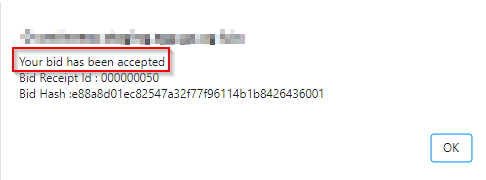 Your bid has been accepted
Bid Receipt Id : 000000050
Bid Hash :e88a8d01ec82547a32f77f96114b1b8426436001
OK